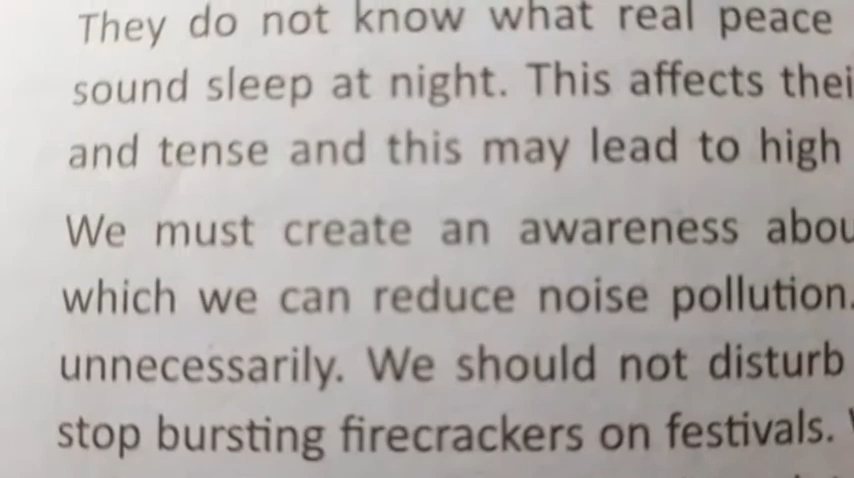 They do not know what real peace
sound sleep at night. This affects thei
and tense and this may lead to high
We must create an awareness abou
which we can reduce noise pollution.
unnecessarily. We should not disturb
stop bursting firecrackers on festivals.